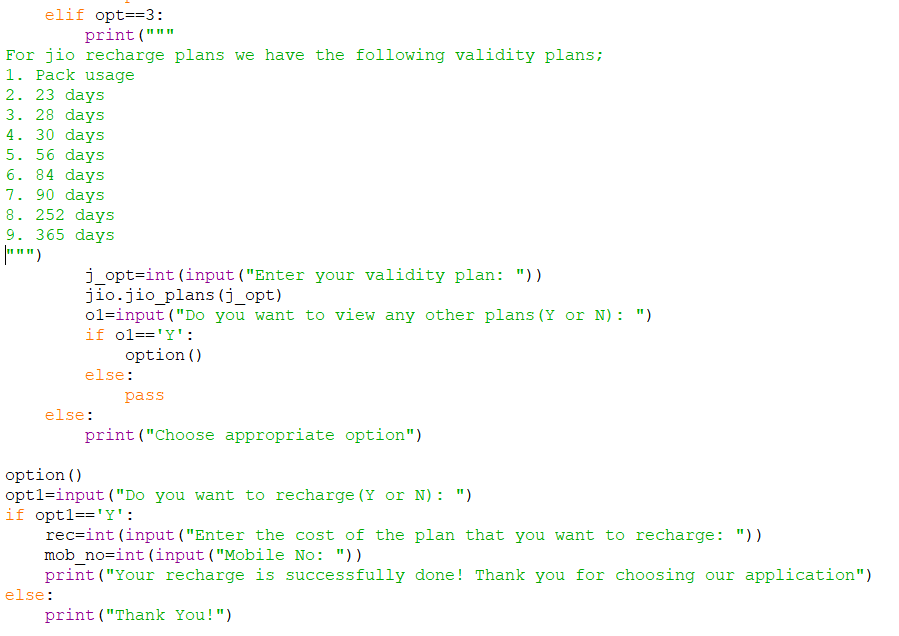 elif opt==3:
        print("""
For jio recharge plans we have the following validity plans;
1. Pack usage
2. 23 days
3. 28 days
4. 30 days
5. 56 days
6. 84 days
7. 90 days
8. 252 days
9. 365 days
""")
        j_opt=int(input("Enter your validity plan: "))
        jio.jio_plans(j_opt)
        o1=input("Do you want to view any other plans(Y or N): ")
        if o1=='Y':
            option()
        else:
            pass
    else:
        print("Choose appropriate option")

option()
opt1=input("Do you want to recharge(Y or N): ")
if opt1=='Y':
    rec=int(input("Enter the cost of the plan that you want to recharge: "))
    mob_no=int(input("Mobile No: "))
    print("Your recharge is successfully done! Thank you for choosing our application")
else:
    print("Thank You!")